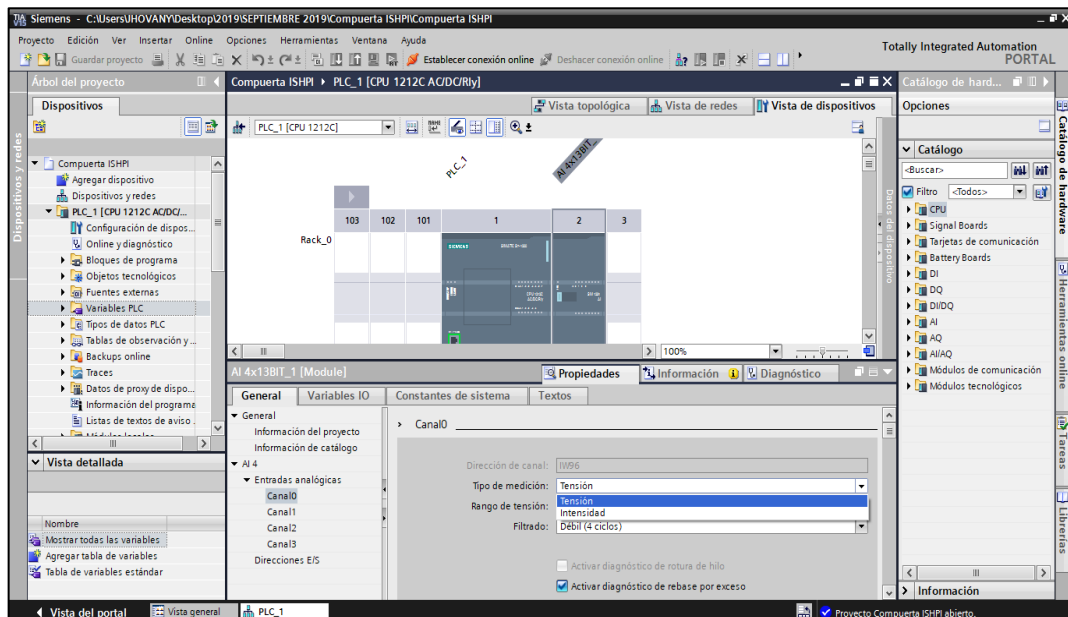 Siemens - C:\Users\JHOVANY\Desktop\2019\SEPTIEMBRE 2019\Compuerta ISHPI\Compuerta ISHPI
Proyecto Edición Ver Insertar Online Opciones Herramientas Ventana Ayuda
Guardar proyecto
Establecer conexión online
Deshacer conexión online
Totally Integrated Automation
PORTAL
Árbol del proyecto
Dispositivos
Dispositivos y redes
Compuerta ISHPI
Agregar dispositivo
Dispositivos y redes
PLC_1 [CPU 1212C AC/DC/...
Configuración de dispos...
Online y diagnóstico
Bloques de programa
Objetos tecnológicos
Fuentes externas
Variables PLC
Tipos de datos PLC
Tablas de observación y ...
Backups online
Traces
Datos de proxy de dispo...
Información del programa
Listas de textos de aviso
Vista detallada
Nombre
Mostrar todas las variables
Agregar tabla de variables
Tabla de variables estándar
Compuerta ISHPI PLC_1 [CPU 1212C AC/DC/Rly]
Vista topológica
Vista de redes
Vista de dispositivos
PLC_1 [CPU 1212C]
PLC_1
AI 4x13BIT_1
103 102 101 1 2 3
Rack_0
SIEMENS
100%
Datos del dispositivo
AI 4x13BIT_1 [Module]
Propiedades
Información
Diagnóstico
General
Variables IO
Constantes de sistema
Textos
General
Información del proyecto
Información de catálogo
AI 4
Entradas analógicas
Canal0
Canal1
Canal2
Canal3
Direcciones E/S
Canal0
Dirección de canal: IW96
Tipo de medición: Tensión
Rango de tensión:
Tensión
Intensidad
Filtrado: Débil (4 ciclos)
Activar diagnóstico de rotura de hilo
Activar diagnóstico de rebase por exceso
Catálogo de hard...
Opciones
Catálogo
<Buscar>
Filtro <Todos>
CPU
Signal Boards
Tarjetas de comunicación
Battery Boards
DI
DQ
DI/DQ
AI
AQ
AI/AQ
Módulos de comunicación
Módulos tecnológicos
Información
Catálogo de hardware
Herramientas online
Tareas
Librerías
Vista del portal
Vista general
PLC_1
Proyecto Compuerta ISHPI abierto.